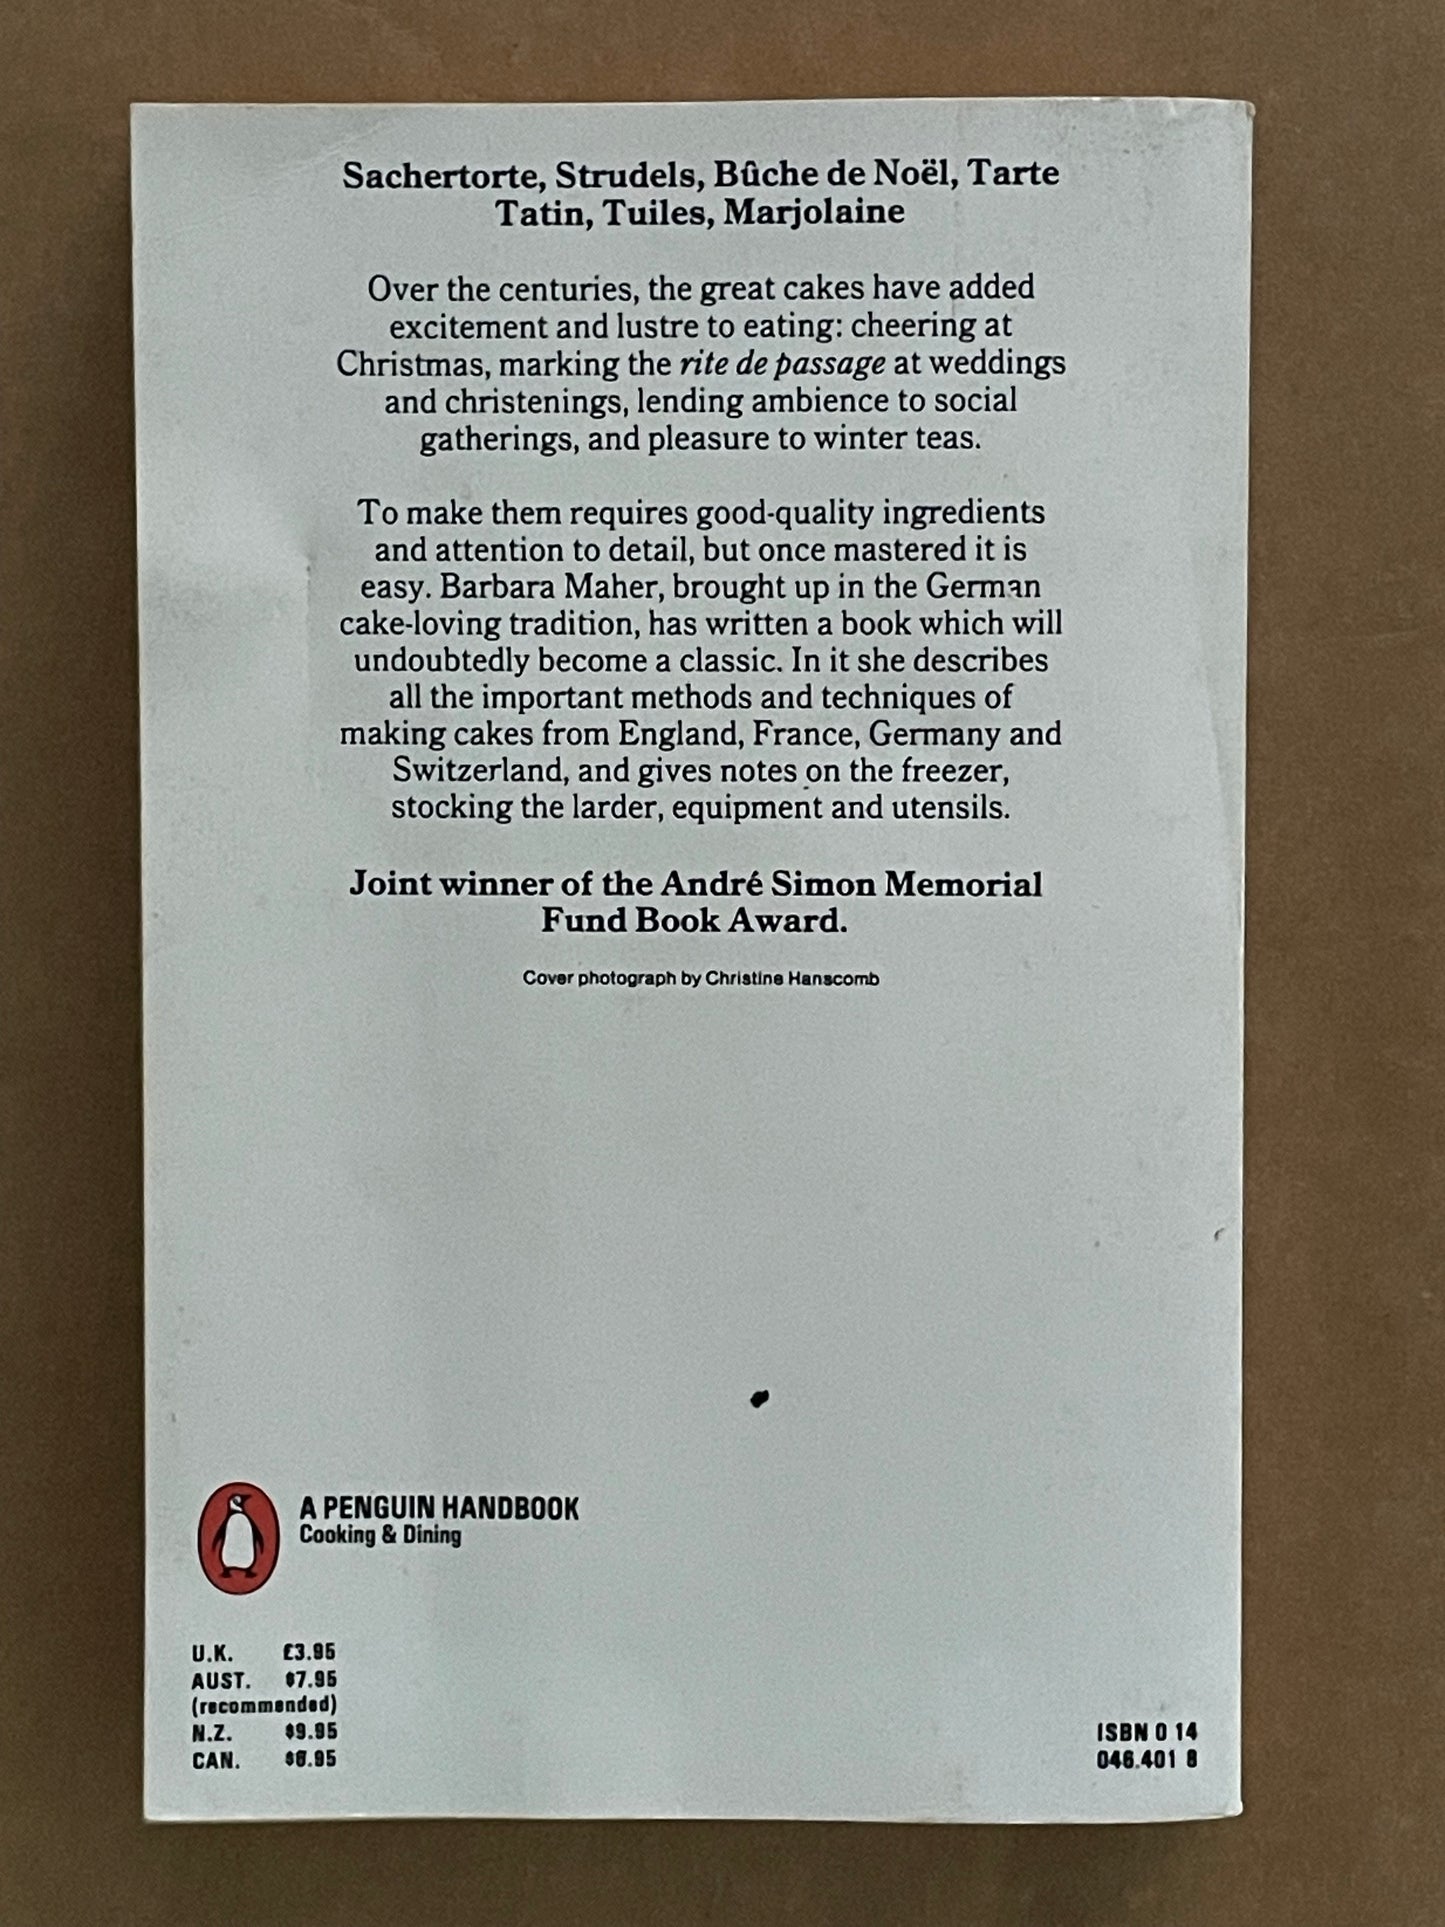 Sachertorte, Strudels, Bûche de Noël, Tarte
Tatin, Tuiles, Marjolaine
Over the centuries, the great cakes have added
excitement and lustre to eating: cheering at
Christmas, marking the rite de passage at weddings
and christenings, lending ambience to social
gatherings, and pleasure to winter teas.
To make them requires good-quality ingredients
and attention to detail, but once mastered it is
easy. Barbara Maher, brought up in the German
cake-loving tradition, has written a book which will
undoubtedly become a classic. In it she describes
all the important methods and techniques of
making cakes from England, France, Germany and
Switzerland, and gives notes on the freezer,
stocking the larder, equipment and utensils.
Joint winner of the André Simon Memorial
Fund Book Award.
Cover photograph by Christine Hanscomb
A PENGUIN HANDBOOK
Cooking & Dining
U.K. £3.95
AUST. $7.95
(recommended)
N.Z. $9.95
CAN.
ISBN 0 14
046.401 8